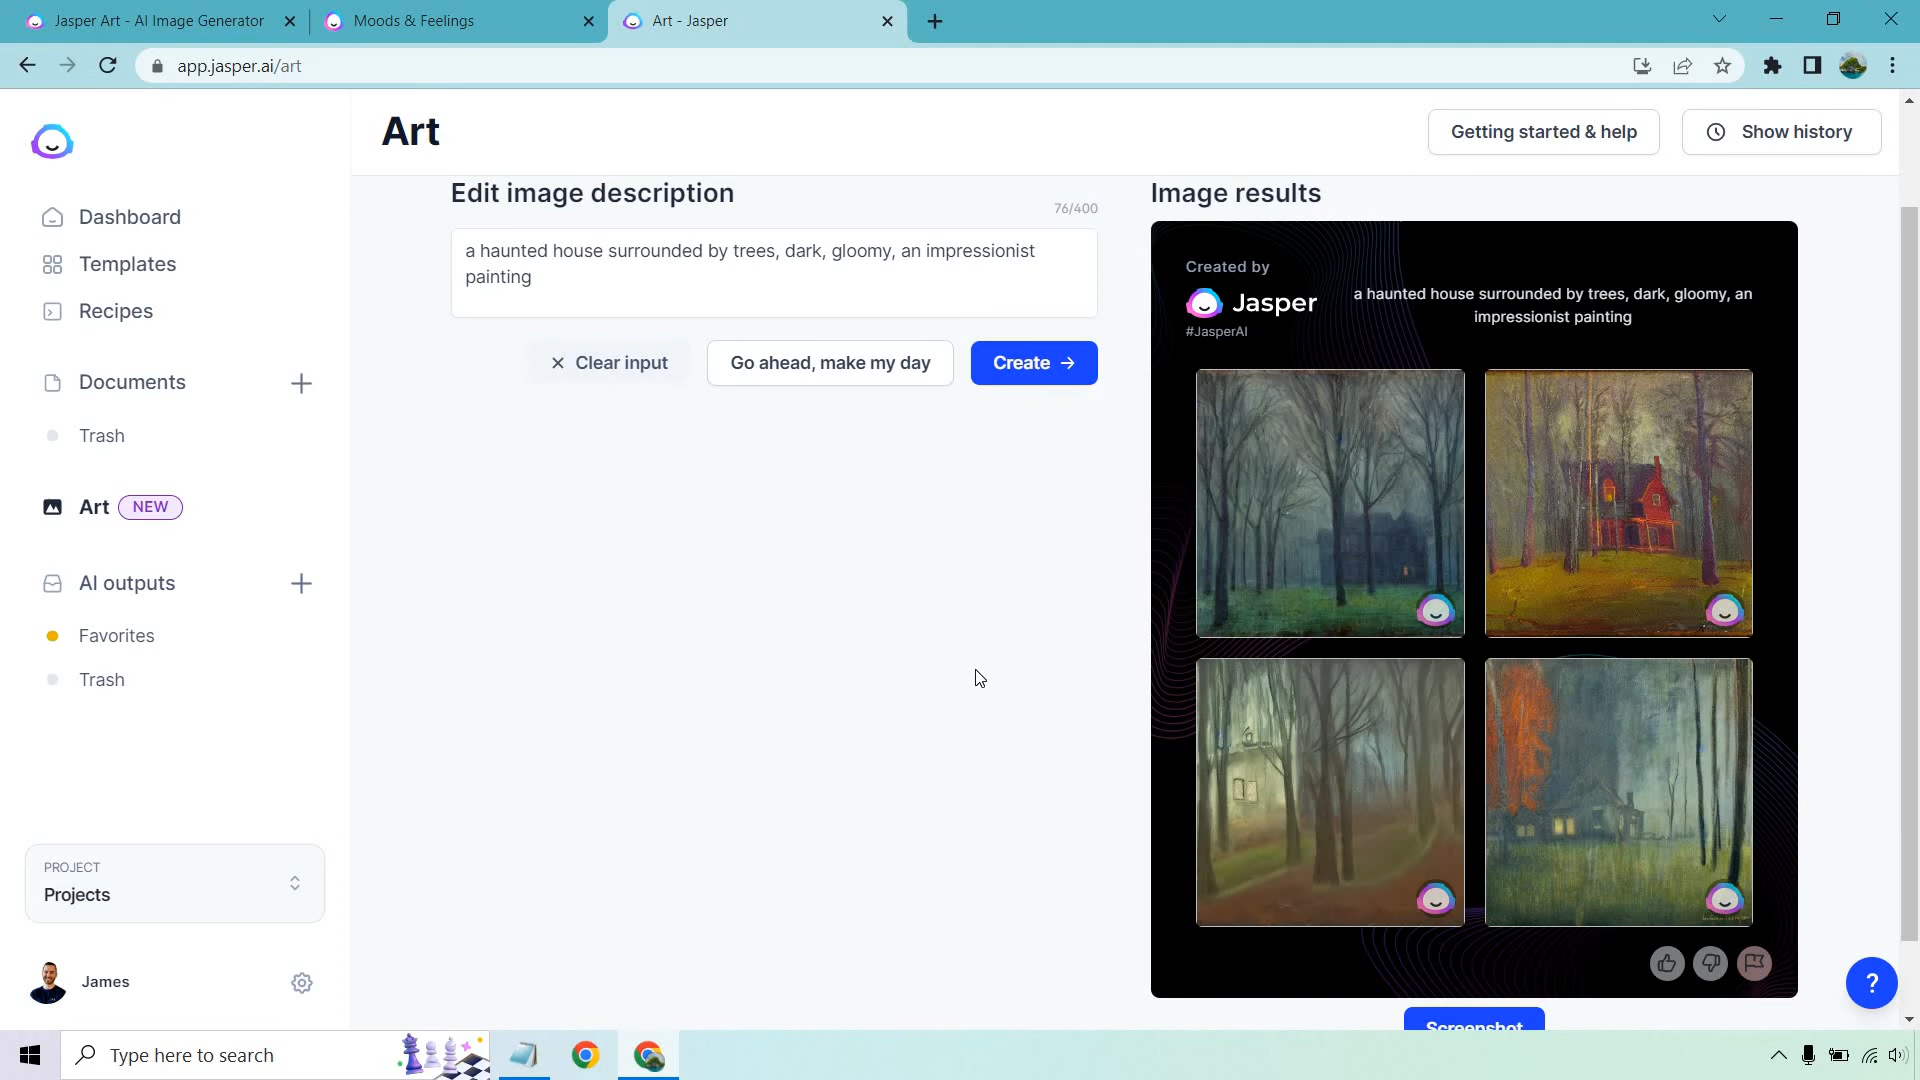 Jasper Art - AI Image Generator
Moods & Feelings
Art - Jasper
app.jasper.ai/art
Art
Getting started & help
Show history
Dashboard
Templates
Recipes
Documents
Trash
Art NEW
AI outputs
Favorites
Trash
PROJECT
Projects
James
Edit image description
76/400
a haunted house surrounded by trees, dark, gloomy, an impressionist
painting
Clear input
Go ahead, make my day
Create
Image results
Created by
Jasper
#JasperAI
a haunted house surrounded by trees, dark, gloomy, an
impressionist painting
Screenshot
?
Type here to search